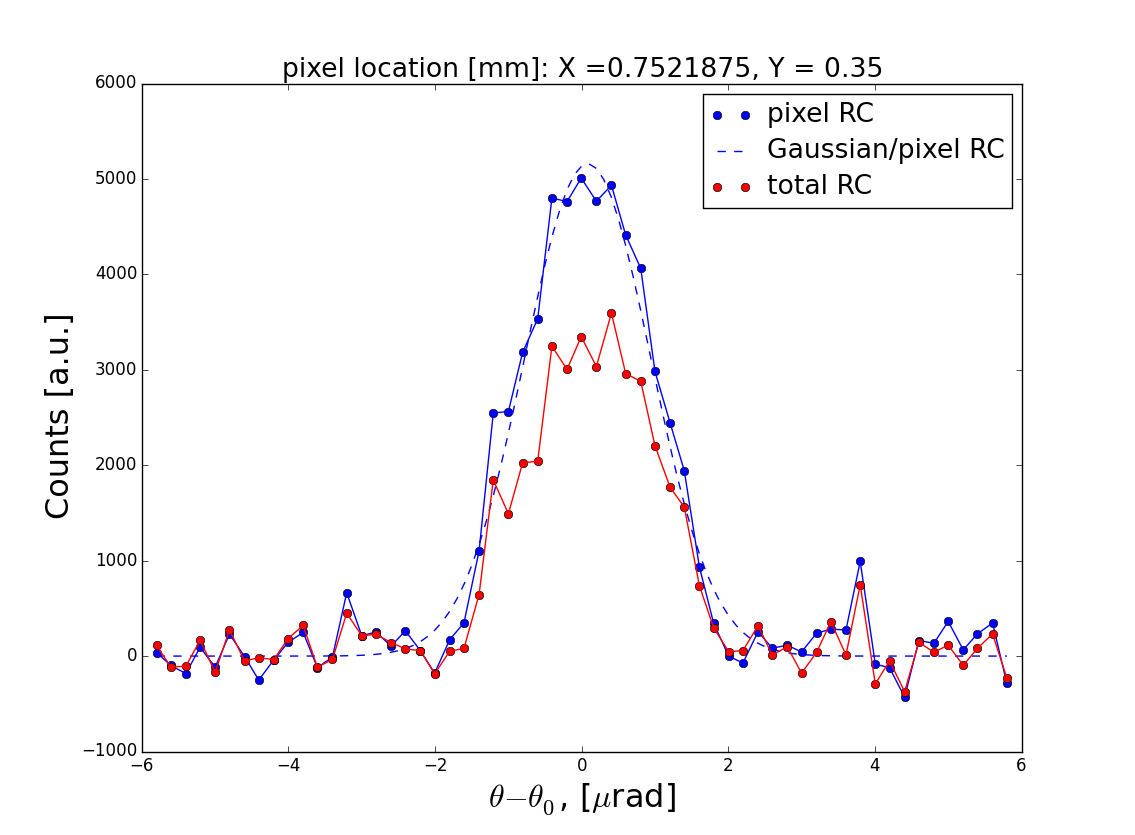 pixel location [mm]: X =0.7521875, Y = 0.35
6000
5000
4000
3000
2000
1000
0
−1000
Counts [a.u.]
pixel RC
Gaussian/pixel RC
total RC
−6 −4 −2 0 2 4 6
θ−θ₀, [μrad]